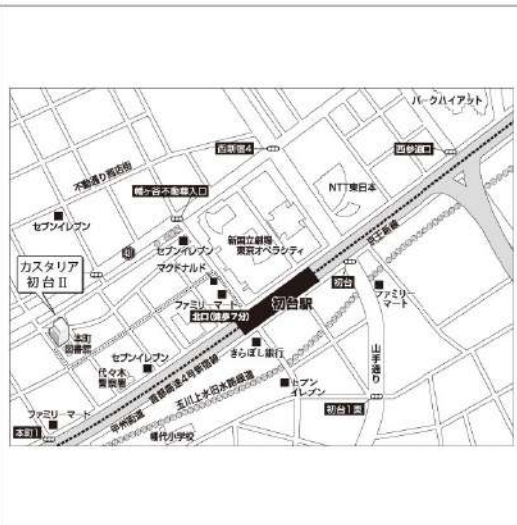 パークハイアット
西新宿4
西参道口
不動通り商店街
NTT東日本
幡ヶ谷不動尊入口
セブンイレブン
新国立劇場
東京オペラシティ
京王新線
セブンイレブン
マクドナルド
カスタリア
初台Ⅱ
初台
ファミリーマート
初台駅
ファミリー
マート
北口(徒歩7分)
本町
図書館
きらぼし銀行
山手通り
セブンイレブン
代々木
警察署
首都高速4号新宿線
玉川上水旧水路緑道
セブン
イレブン
初台1東
ファミリーマート
甲州街道
本町1
幡代小学校